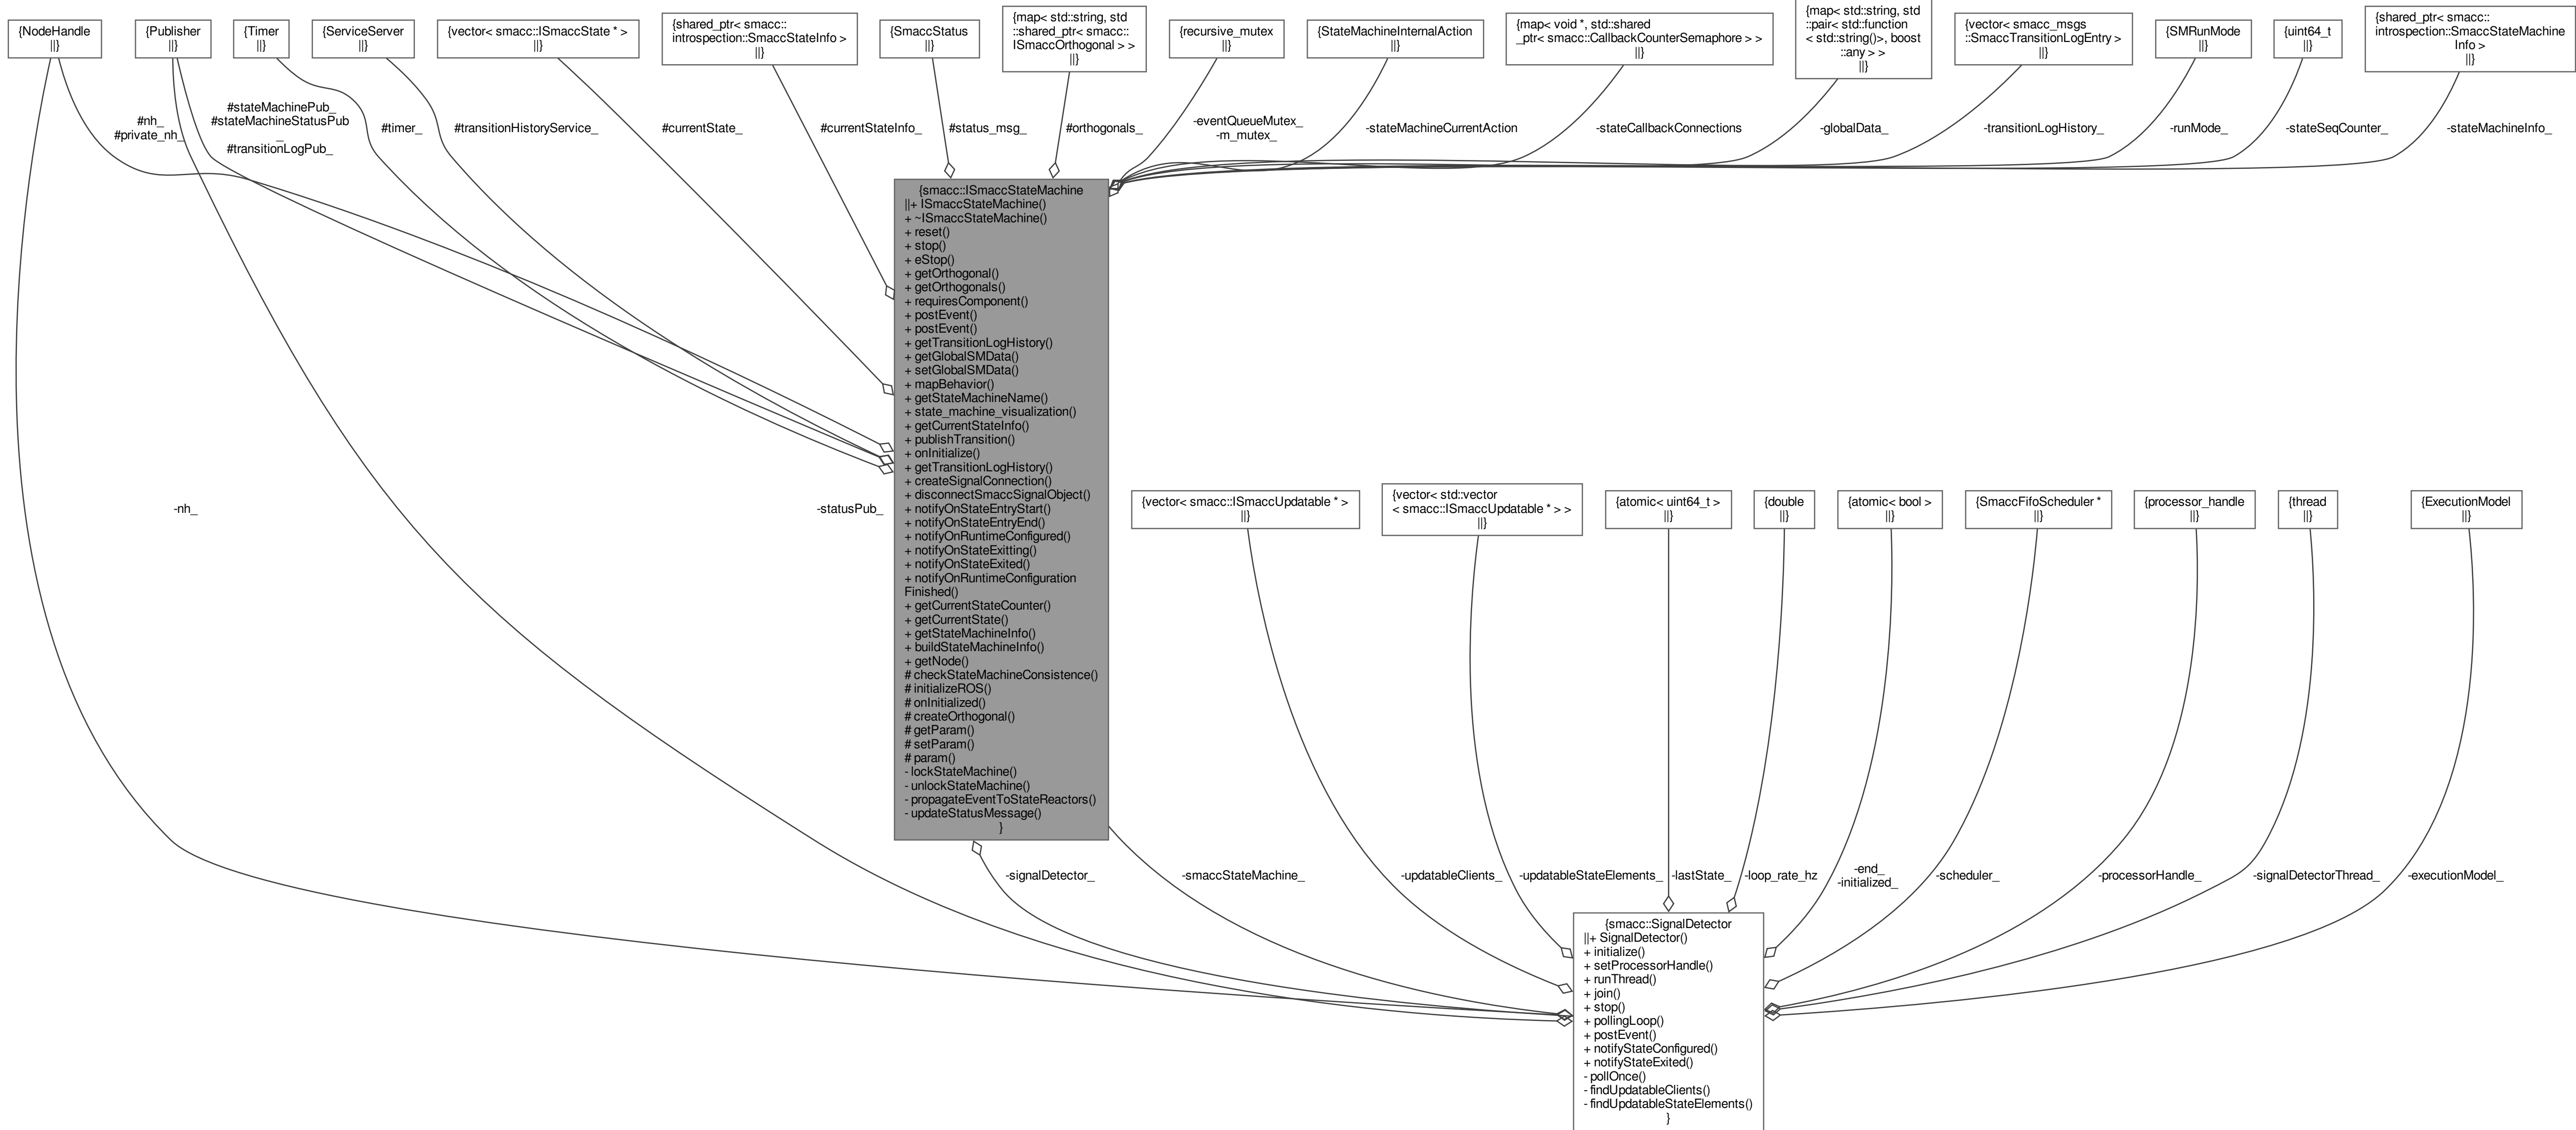 {NodeHandle
||}
{Publisher
||}
{Timer
||}
{ServiceServer
||}
{vector< smacc::ISmaccState * >
||}
{shared_ptr< smacc::
introspection::SmaccStateInfo >
||}
{SmaccStatus
||}
{map< std::string, std
::shared_ptr< smacc::
ISmaccOrthogonal > >
||}
{recursive_mutex
||}
{StateMachineInternalAction
||}
{map< void *, std::shared
_ptr< smacc::CallbackCounterSemaphore > >
||}
{map< std::string, std
::pair< std::function
< std::string()>, boost
::any > >
||}
{vector< smacc_msgs
::SmaccTransitionLogEntry >
||}
{SMRunMode
||}
{uint64_t
||}
{shared_ptr< smacc::
introspection::SmaccStateMachine
Info >
||}
#nh_
#private_nh_
#stateMachinePub_
#stateMachineStatusPub
_
#transitionLogPub_
#timer_
#transitionHistoryService_
#currentState_
#currentStateInfo_
#status_msg_
#orthogonals_
-eventQueueMutex_
-m_mutex_
-stateMachineCurrentAction
-stateCallbackConnections
-globalData_
-transitionLogHistory_
-runMode_
-stateSeqCounter_
-stateMachineInfo_
{smacc::ISmaccStateMachine
||+ ISmaccStateMachine()
+ ~ISmaccStateMachine()
+ reset()
+ stop()
+ eStop()
+ getOrthogonal()
+ getOrthogonals()
+ requiresComponent()
+ postEvent()
+ postEvent()
+ getTransitionLogHistory()
+ getGlobalSMData()
+ setGlobalSMData()
+ mapBehavior()
+ getStateMachineName()
+ state_machine_visualization()
+ getCurrentStateInfo()
+ publishTransition()
+ onInitialize()
+ getTransitionLogHistory()
+ createSignalConnection()
+ disconnectSmaccSignalObject()
+ notifyOnStateEntryStart()
+ notifyOnStateEntryEnd()
+ notifyOnRuntimeConfigured()
+ notifyOnStateExitting()
+ notifyOnStateExited()
+ notifyOnRuntimeConfiguration
Finished()
+ getCurrentStateCounter()
+ getCurrentState()
+ getStateMachineInfo()
+ buildStateMachineInfo()
+ getNode()
# checkStateMachineConsistence()
# initializeROS()
# onInitialized()
# createOrthogonal()
# getParam()
# setParam()
# param()
- lockStateMachine()
- unlockStateMachine()
- propagateEventToStateReactors()
- updateStatusMessage()
}
-nh_
-statusPub_
{vector< smacc::ISmaccUpdatable * >
||}
{vector< std::vector
< smacc::ISmaccUpdatable * > >
||}
{atomic< uint64_t >
||}
{double
||}
{atomic< bool >
||}
{SmaccFifoScheduler *
||}
{processor_handle
||}
{thread
||}
{ExecutionModel
||}
-signalDetector_
-smaccStateMachine_
-updatableClients_
-updatableStateElements_
-lastState_
-loop_rate_hz
-end_
-initialized_
-scheduler_
-processorHandle_
-signalDetectorThread_
-executionModel_
{smacc::SignalDetector
||+ SignalDetector()
+ initialize()
+ setProcessorHandle()
+ runThread()
+ join()
+ stop()
+ pollingLoop()
+ postEvent()
+ notifyStateConfigured()
+ notifyStateExited()
- pollOnce()
- findUpdatableClients()
- findUpdatableStateElements()
}